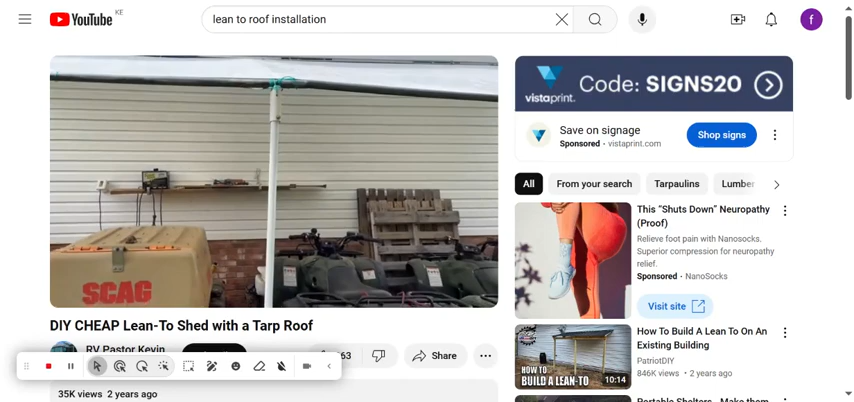 YouTube KE
lean to roof installation
f
SCAG
DIY CHEAP Lean-To Shed with a Tarp Roof
RV Pastor Kevin
63
Share
35K views 2 years ago
vistaprint.
Code: SIGNS20
Save on signage
Sponsored · vistaprint.com
Shop signs
All
From your search
Tarpaulins
Lumber
This "Shuts Down" Neuropathy
(Proof)
Relieve foot pain with Nanosocks.
Superior compression for neuropathy
relief.
Sponsored · NanoSocks
Visit site
HOW TO
BUILD A LEAN-TO
10:14
How To Build A Lean To On An
Existing Building
PatriotDIY
846K views • 2 years ago